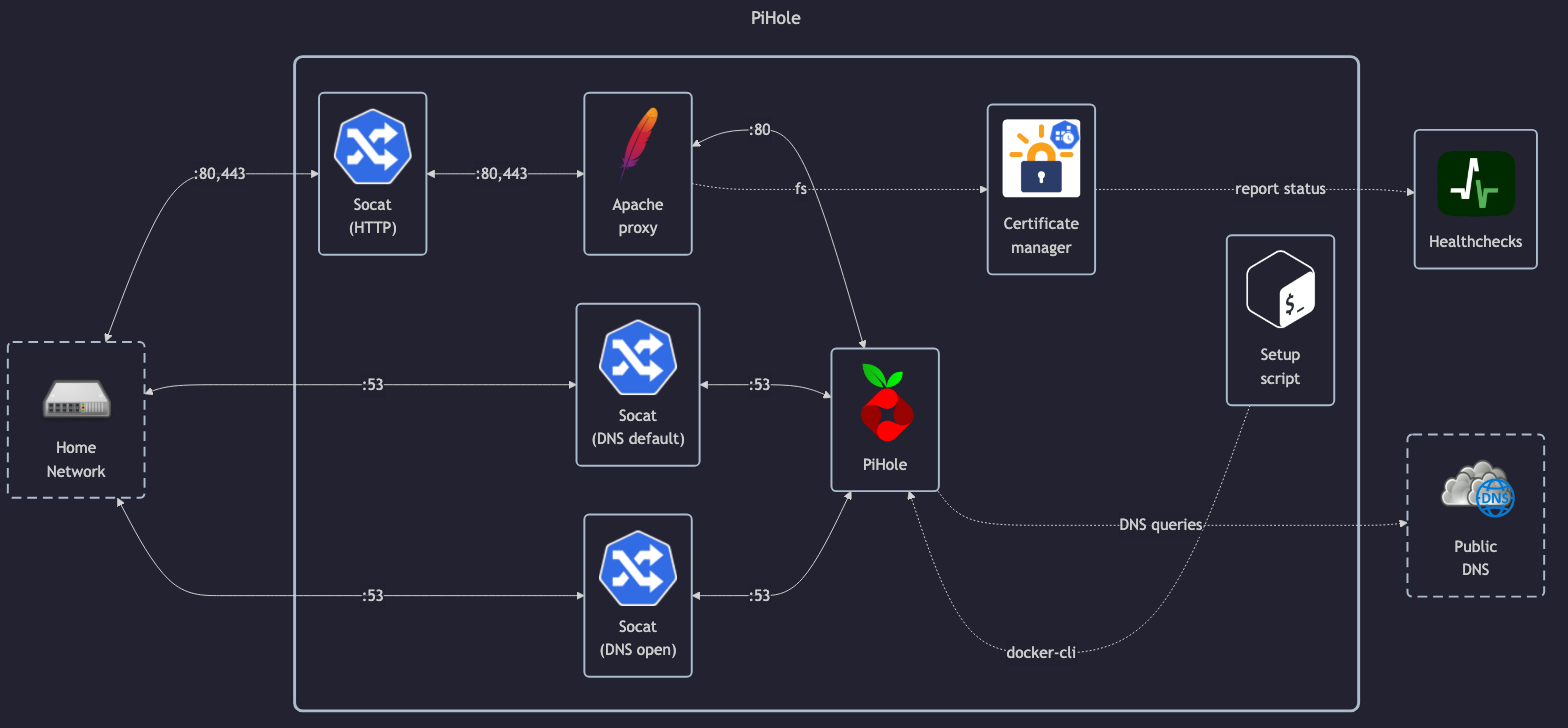 PiHole
:80,443
Socat
(HTTP)
:80,443
Apache
proxy
:80
fs
Certificate
manager
report status
Healthchecks
$_
Setup
script
Home
Network
:53
Socat
(DNS default)
:53
PiHole
DNS queries
DNS
Public
DNS
:53
Socat
(DNS open)
:53
docker-cli